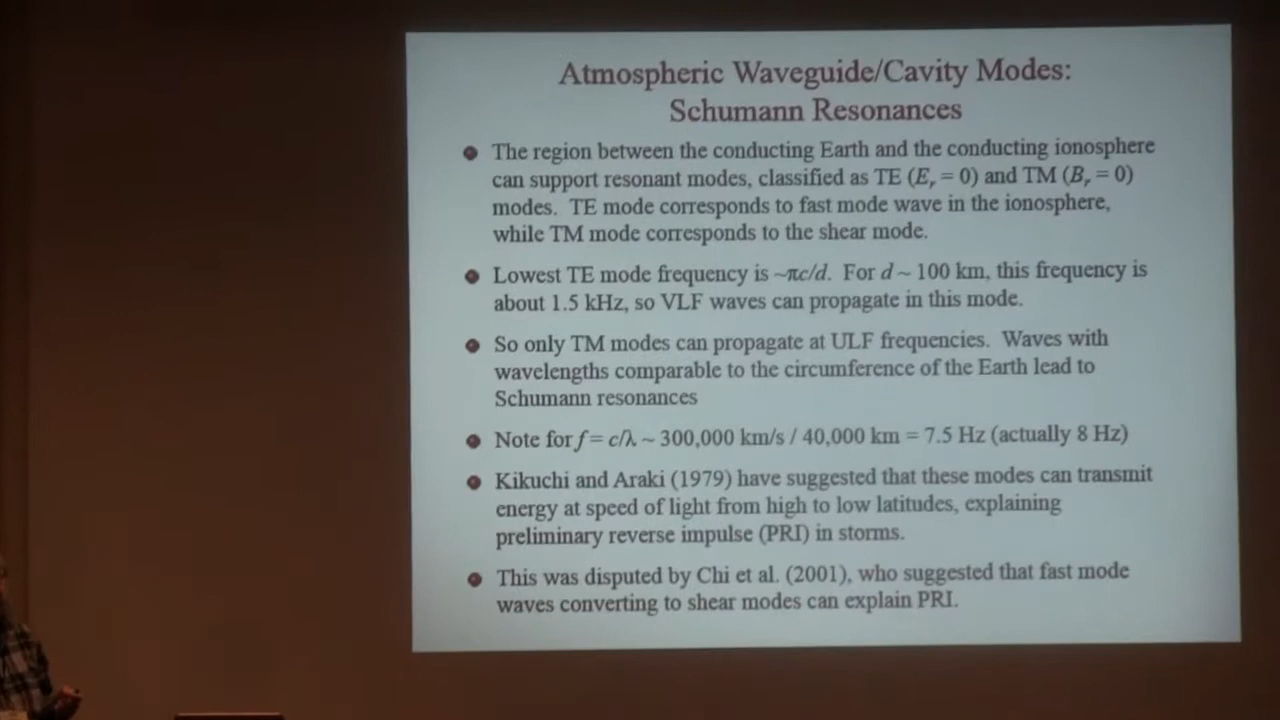 Atmospheric Waveguide/Cavity Modes:
Schumann Resonances
The region between the conducting Earth and the conducting ionosphere
can support resonant modes, classified as TE (Er = 0) and TM (Br = 0)
modes. TE mode corresponds to fast mode wave in the ionosphere,
while TM mode corresponds to the shear mode.
Lowest TE mode frequency is ~πc/d. For d ~ 100 km, this frequency is
about 1.5 kHz, so VLF waves can propagate in this mode.
So only TM modes can propagate at ULF frequencies. Waves with
wavelengths comparable to the circumference of the Earth lead to
Schumann resonances
Note for f = c/λ ~ 300,000 km/s / 40,000 km = 7.5 Hz (actually 8 Hz)
Kikuchi and Araki (1979) have suggested that these modes can transmit
energy at speed of light from high to low latitudes, explaining
preliminary reverse impulse (PRI) in storms.
This was disputed by Chi et al. (2001), who suggested that fast mode
waves converting to shear modes can explain PRI.